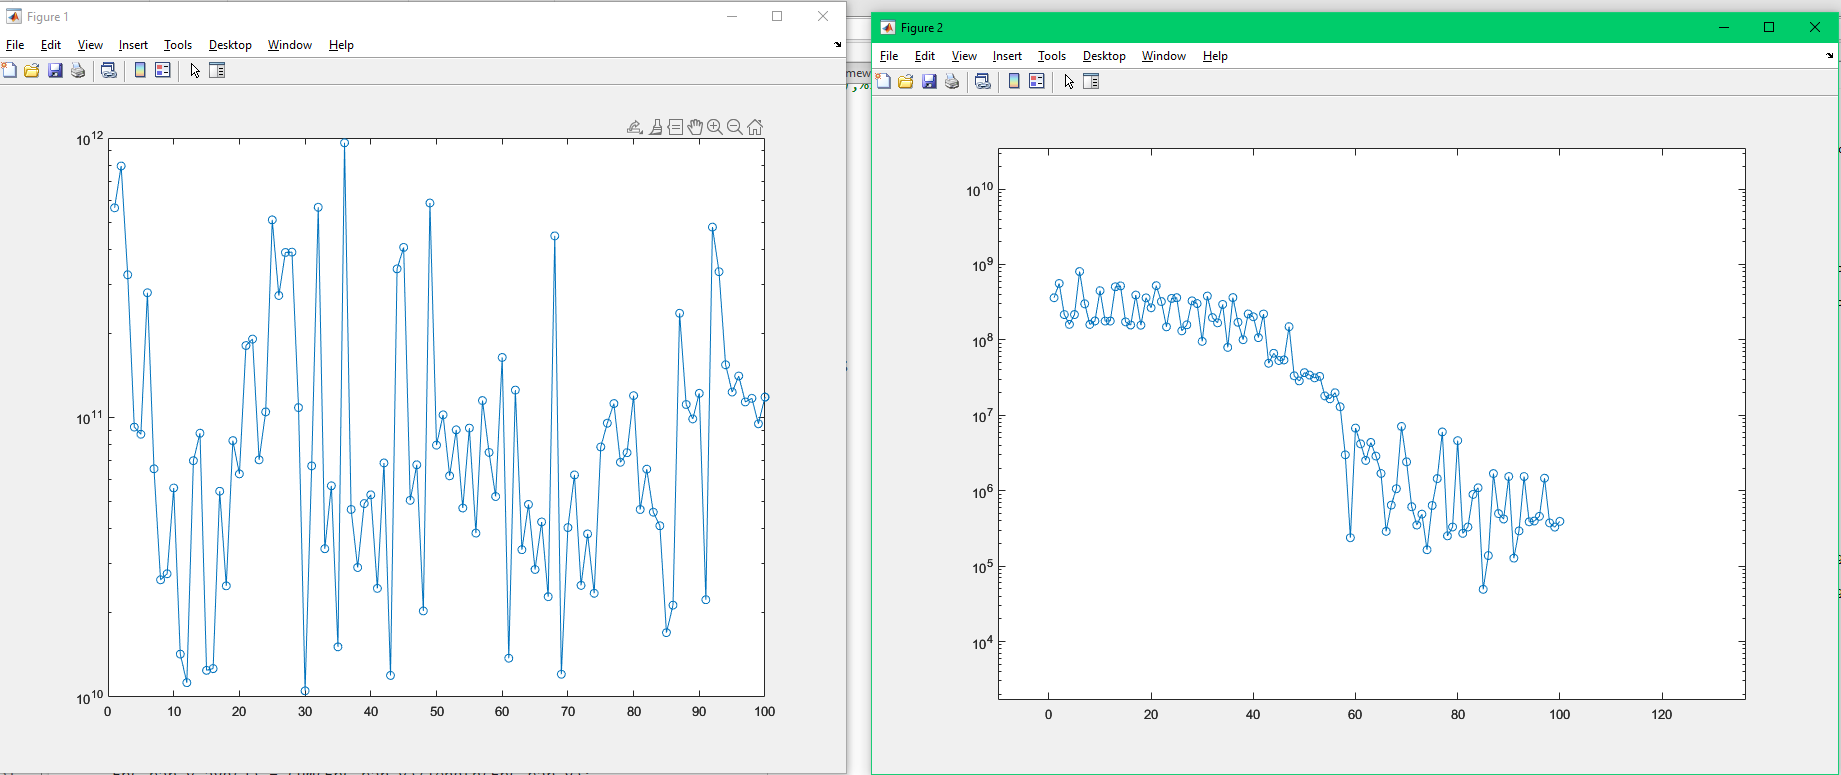 Figure 1
File Edit View Insert Tools Desktop Window Help
10^12
10^11
10^10
0 10 20 30 40 50 60 70 80 90 100
Figure 2
File Edit View Insert Tools Desktop Window Help
10^10
10^9
10^8
10^7
10^6
10^5
10^4
0 20 40 60 80 100 120